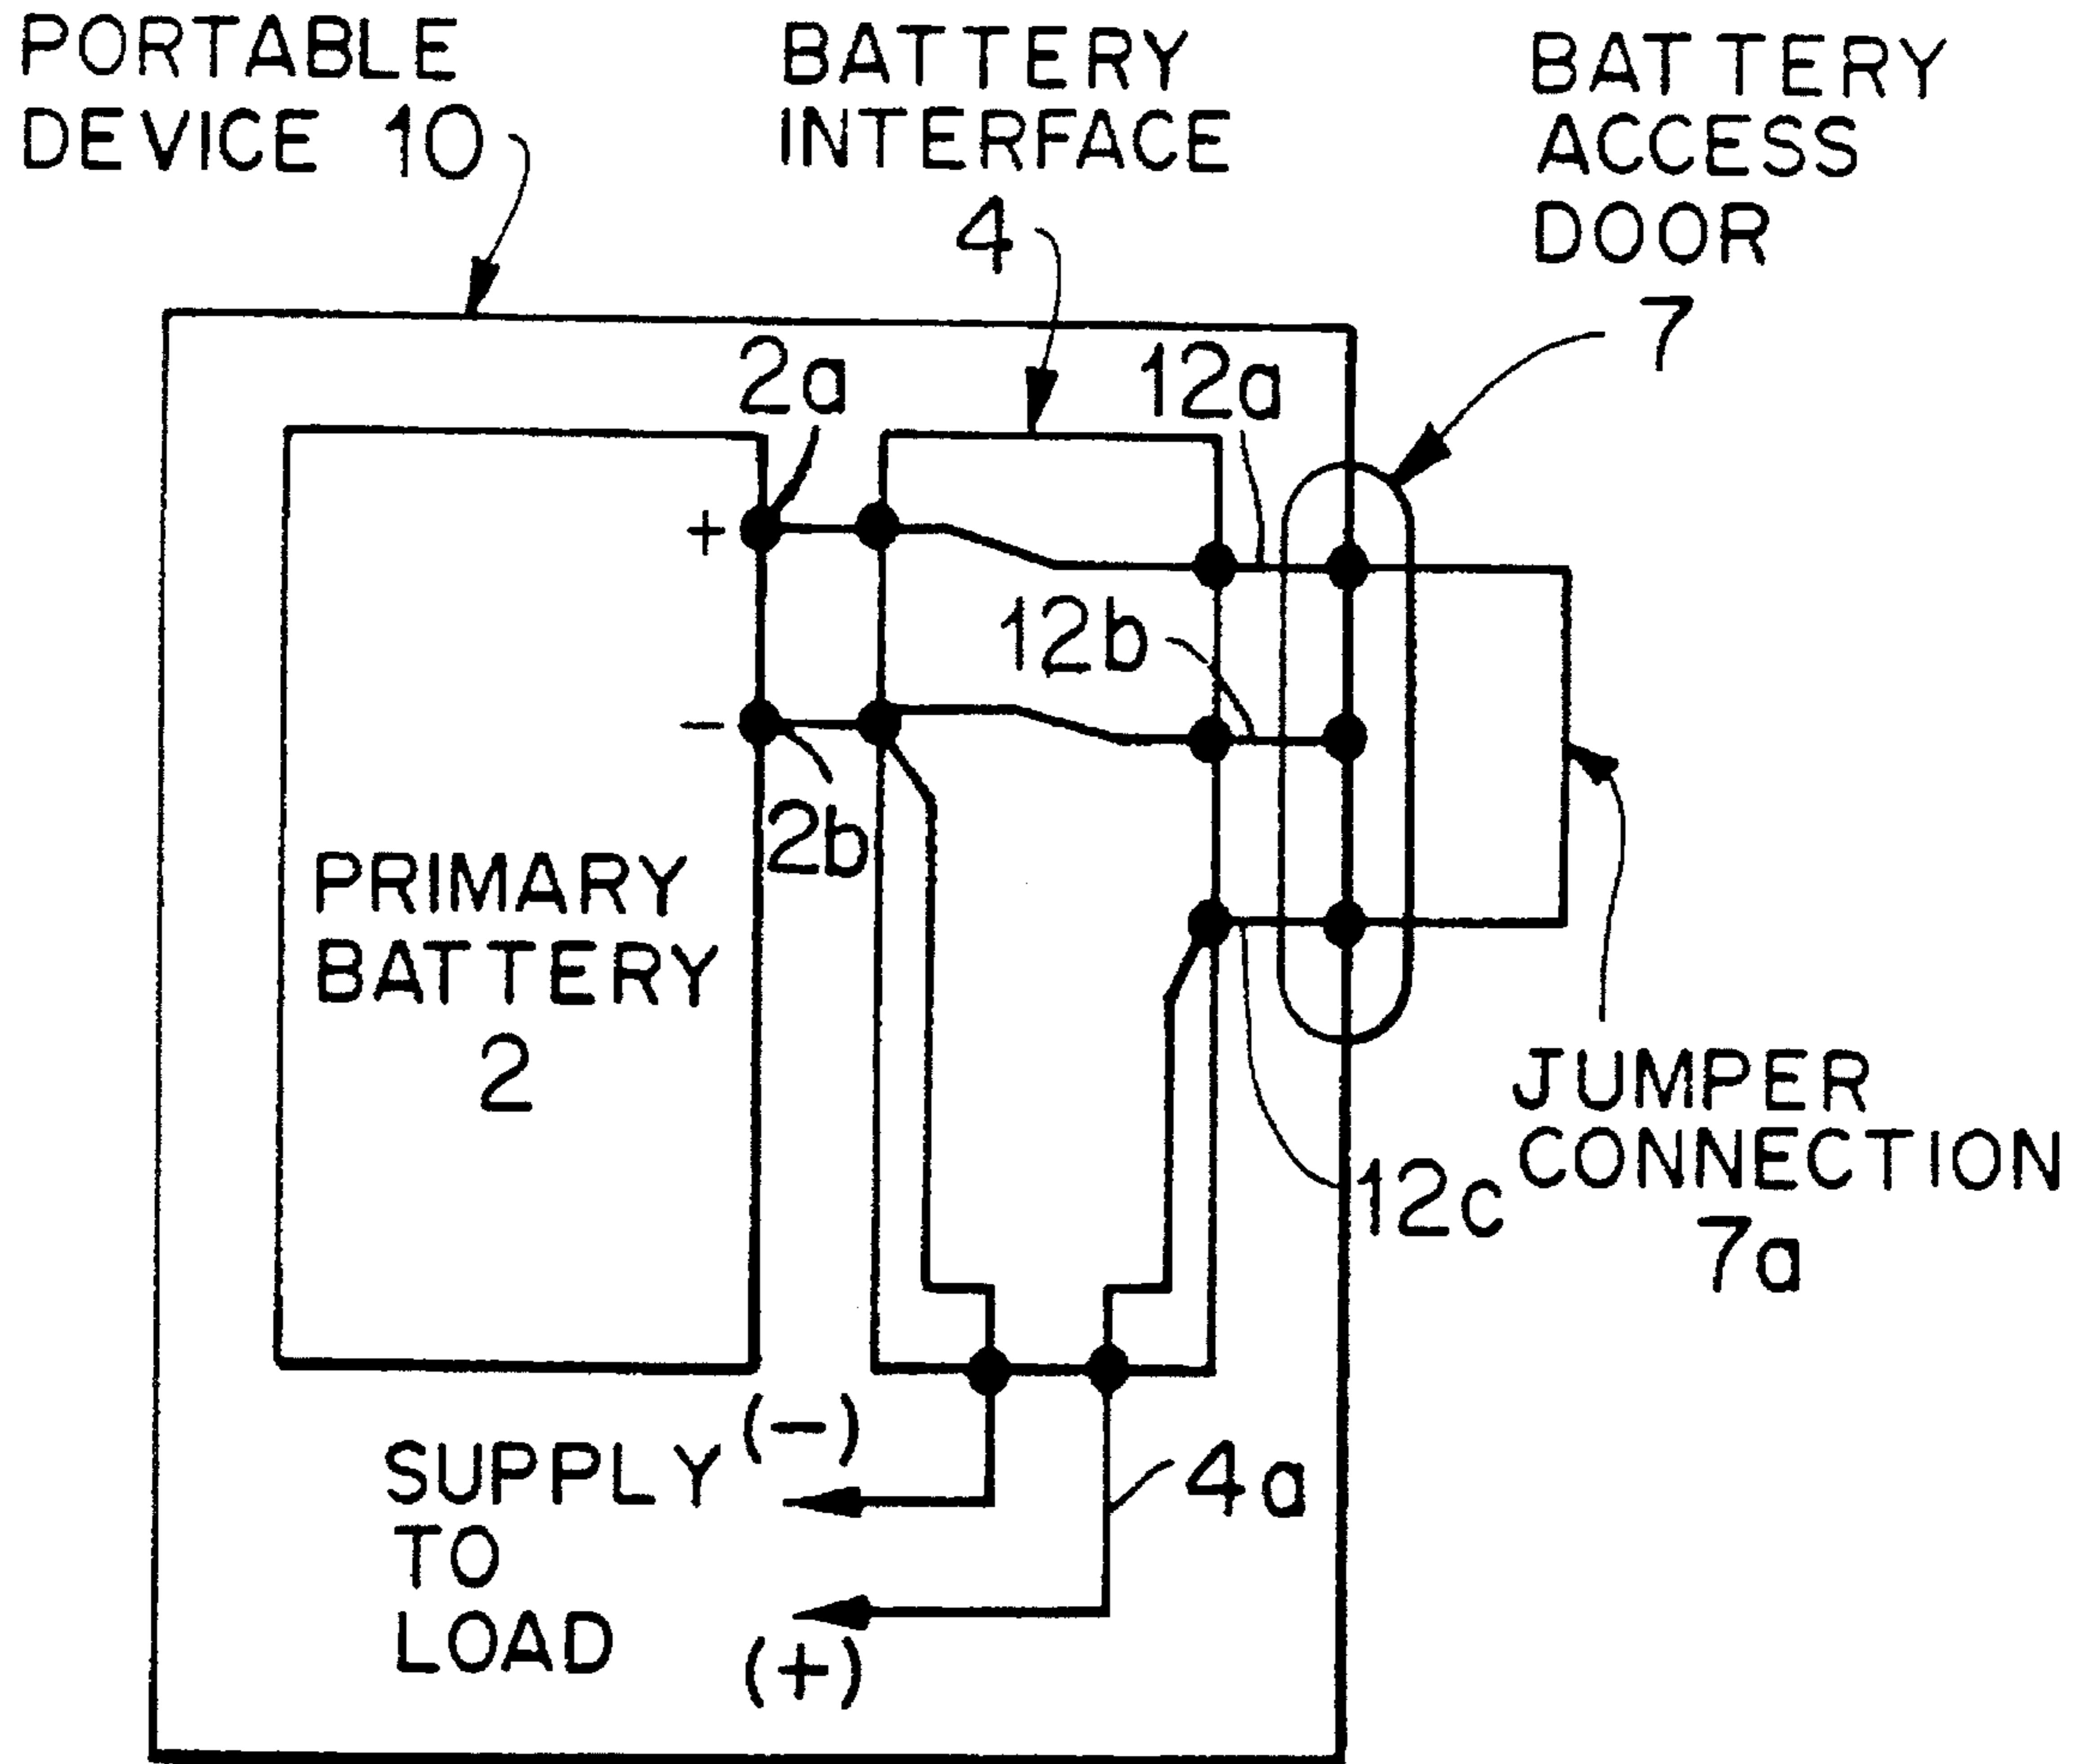 PORTABLE
DEVICE 10
BATTERY
INTERFACE
4
BATTERY
ACCESS
DOOR
7
2a
12a
+
12b
-
2b
PRIMARY
BATTERY
2
JUMPER
CONNECTION
7a
12c
(-)
SUPPLY
TO
LOAD
4a
(+)